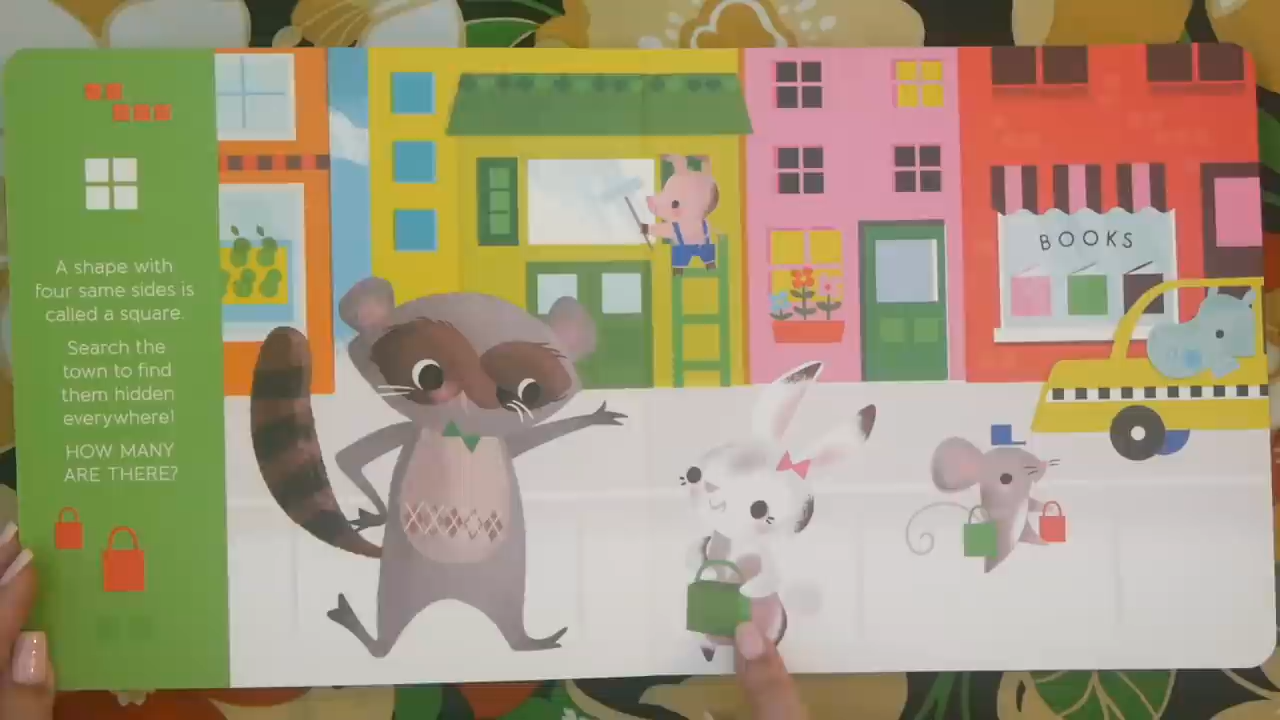 A shape with
four same sides is
called a square.
Search the
town to find
them hidden
everywhere!
HOW MANY
ARE THERE?
BOOKS